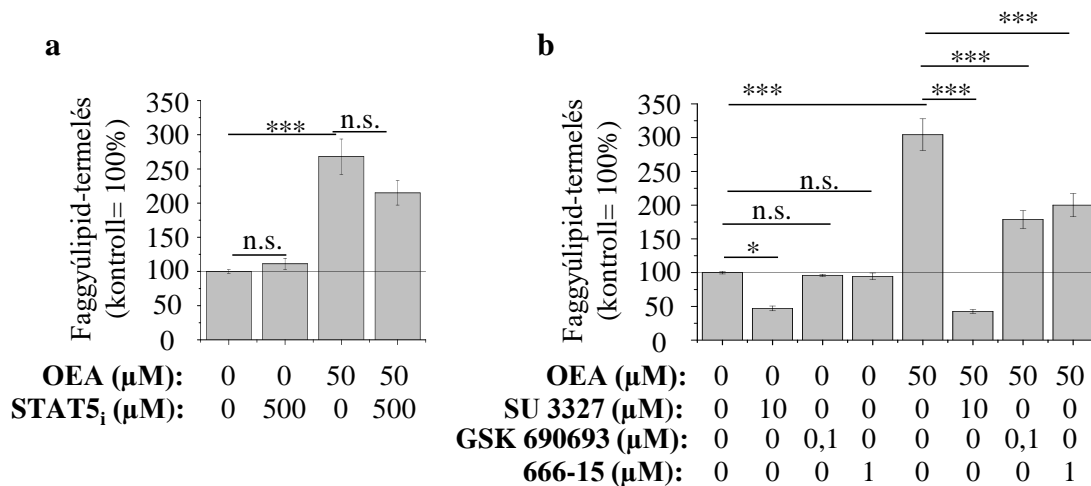 a
Faggyúlipid-termelés
(kontroll= 100%)
350
300
250
200
150
100
50
0
***
n.s.
n.s.
OEA (µM): 0 0 50 50
STAT5i (µM): 0 500 0 500
b
Faggyúlipid-termelés
(kontroll= 100%)
350
300
250
200
150
100
50
0
***
***
***
***
n.s.
n.s.
*
OEA (µM): 0 0 0 0 50 50 50 50
SU 3327 (µM): 0 10 0 0 0 10 0 0
GSK 690693 (µM): 0 0 0,1 0 0 0 0,1 0
666-15 (µM): 0 0 0 1 0 0 0 1